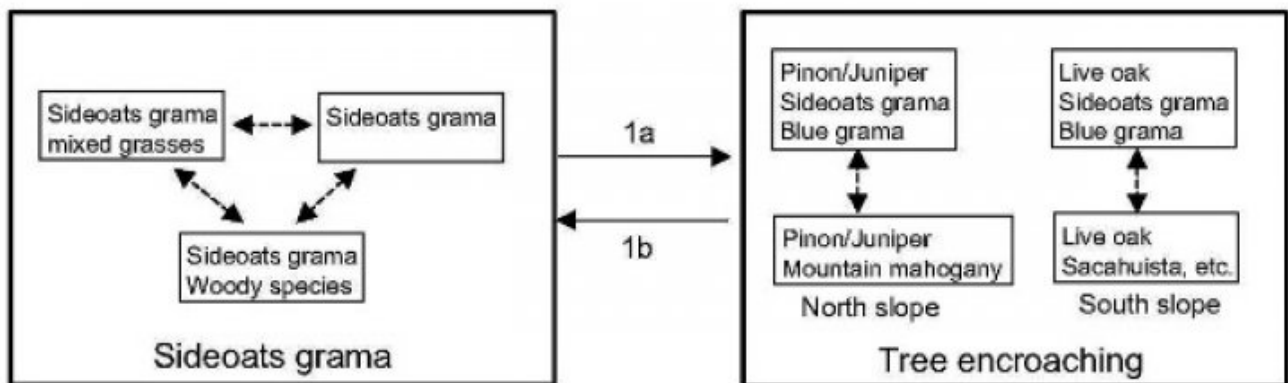 Sideoats grama
mixed grasses
Sideoats grama
Sideoats grama
Woody species
Sideoats grama
1a
1b
Pinon/Juniper
Sideoats grama
Blue grama
Pinon/Juniper
Mountain mahogany
North slope
Live oak
Sideoats grama
Blue grama
Live oak
Sacahuista, etc.
South slope
Tree encroaching